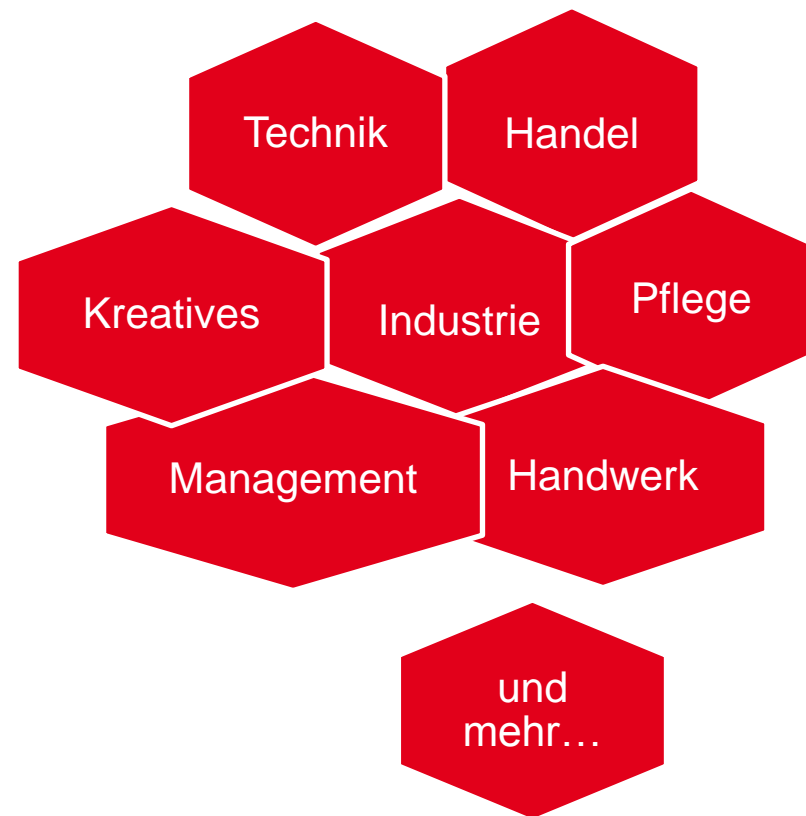 Technik
Handel
Kreatives
Industrie
Pflege
Management
Handwerk
und
mehr…